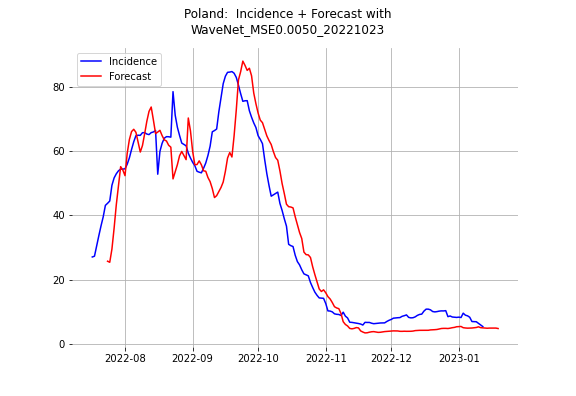 Poland:  Incidence + Forecast with
WaveNet_MSE0.0050_20221023
Incidence
Forecast
80
60
40
20
0
2022-08
2022-09
2022-10
2022-11
2022-12
2023-01